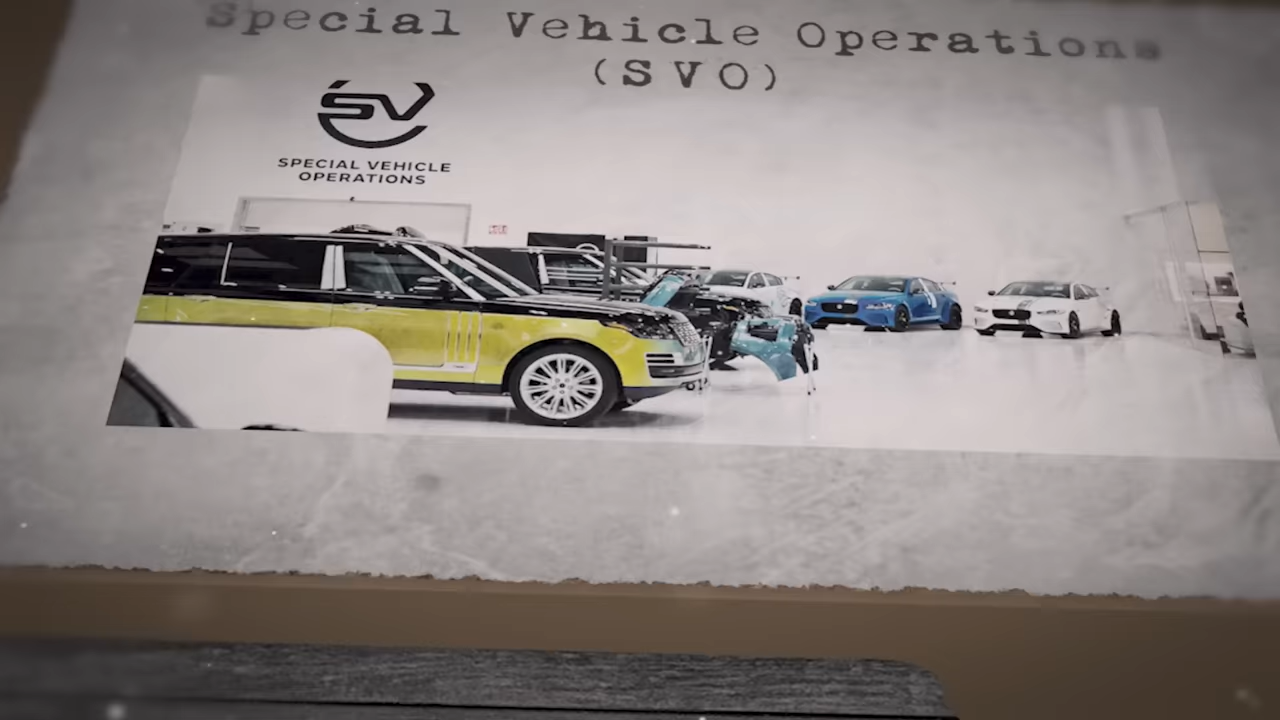 Special Vehicle Operations
(SVO)
SV
SPECIAL VEHICLE
OPERATIONS